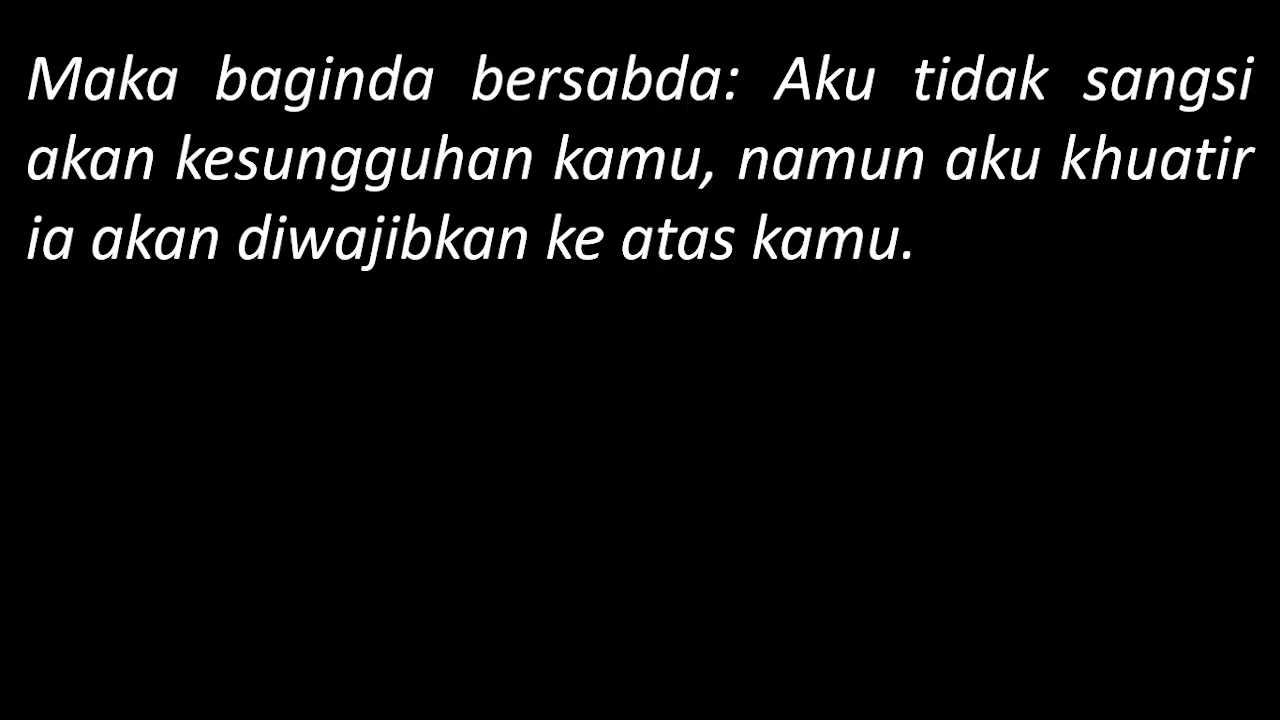 Maka baginda bersabda: Aku tidak sangsi
akan kesungguhan kamu, namun aku khuatir
ia akan diwajibkan ke atas kamu.